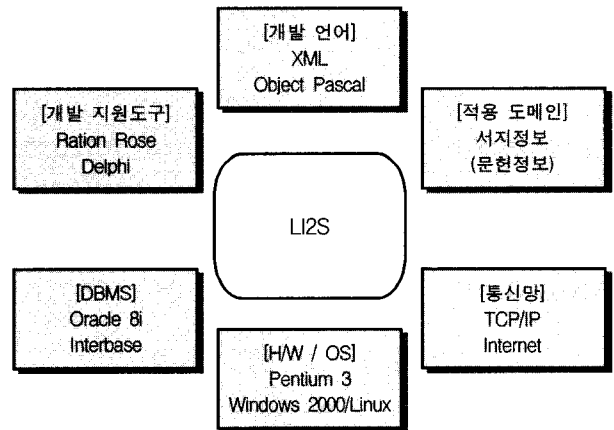 [개발 언어]
XML
Object Pascal
[개발 지원도구]
Ration Rose
Delphi
[적용 도메인]
서지정보
(문헌정보)
LI2S
[DBMS]
Oracle 8i
Interbase
[통신망]
TCP/IP
Internet
[H/W / OS]
Pentium 3
Windows 2000/Linux